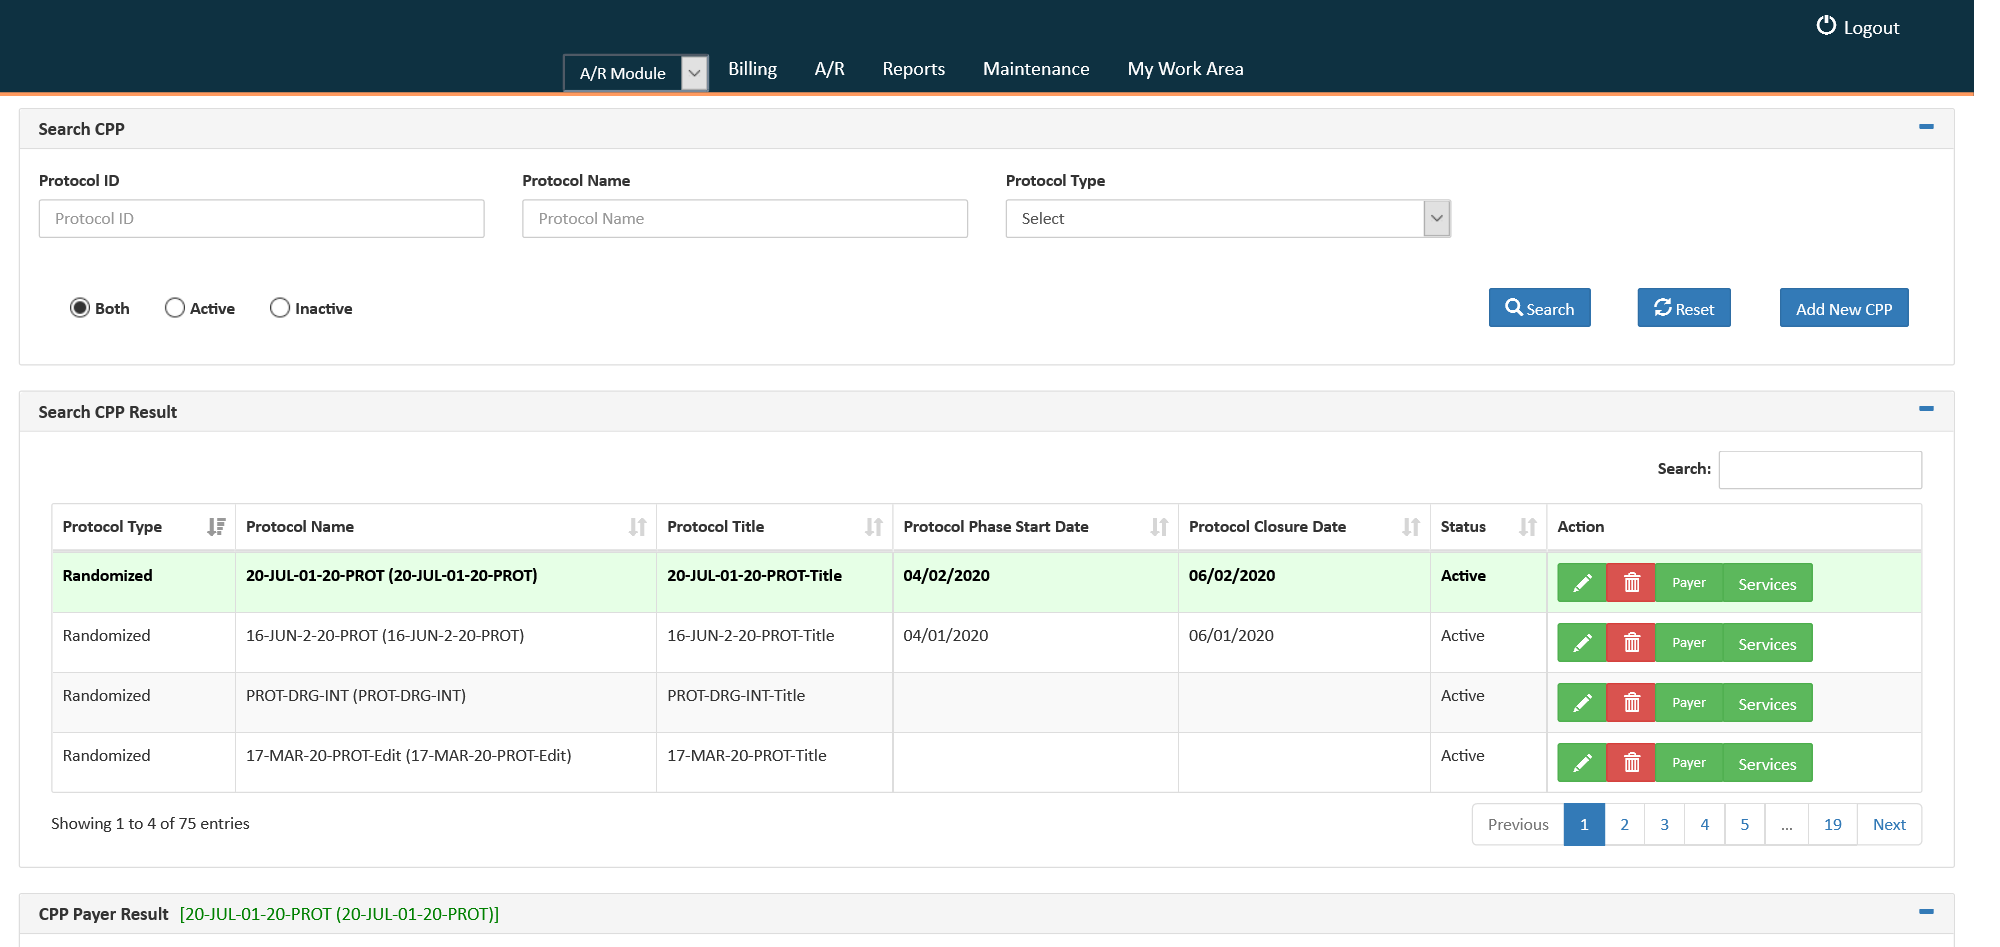 Logout
A/R Module Billing A/R Reports Maintenance My Work Area
Search CPP
Protocol ID Protocol Name Protocol Type
Protocol ID Protocol Name Select
Both Active Inactive Search Reset Add New CPP
Search CPP Result
Search:
Protocol Type Protocol Name Protocol Title Protocol Phase Start Date Protocol Closure Date Status Action
Randomized 20-JUL-01-20-PROT (20-JUL-01-20-PROT) 20-JUL-01-20-PROT-Title 04/02/2020 06/02/2020 Active Payer Services
Randomized 16-JUN-2-20-PROT (16-JUN-2-20-PROT) 16-JUN-2-20-PROT-Title 04/01/2020 06/01/2020 Active Payer Services
Randomized PROT-DRG-INT (PROT-DRG-INT) PROT-DRG-INT-Title Active Payer Services
Randomized 17-MAR-20-PROT-Edit (17-MAR-20-PROT-Edit) 17-MAR-20-PROT-Title Active Payer Services
Showing 1 to 4 of 75 entries Previous 1 2 3 4 5 ... 19 Next
CPP Payer Result [20-JUL-01-20-PROT (20-JUL-01-20-PROT)]